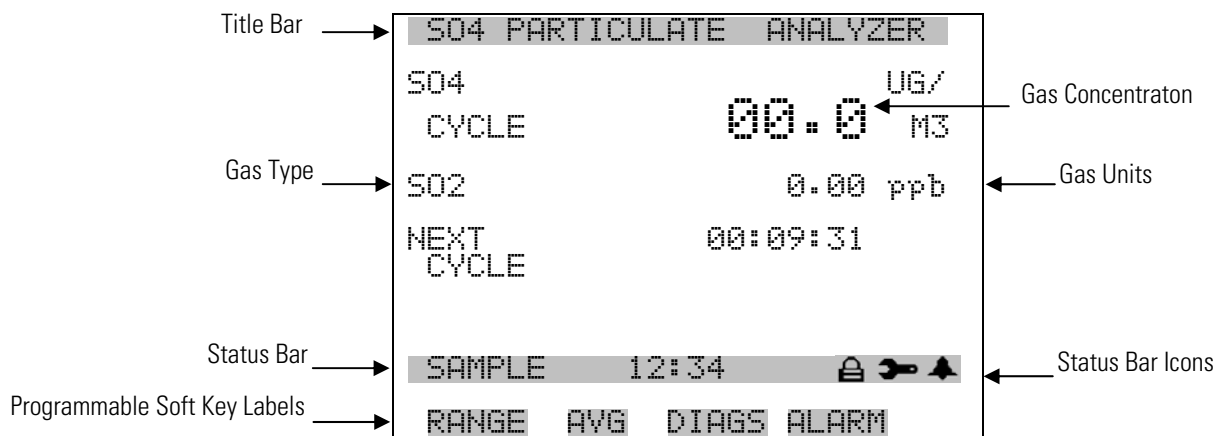 Title Bar
SO4 PARTICULATE ANALYZER
SO4
UG/
CYCLE
00.0
M3
Gas Concentraton
Gas Type
SO2
0.00 ppb
Gas Units
NEXT
00:09:31
CYCLE
Status Bar
SAMPLE 12:34
Status Bar Icons
Programmable Soft Key Labels
RANGE AVG DIAGS ALARM